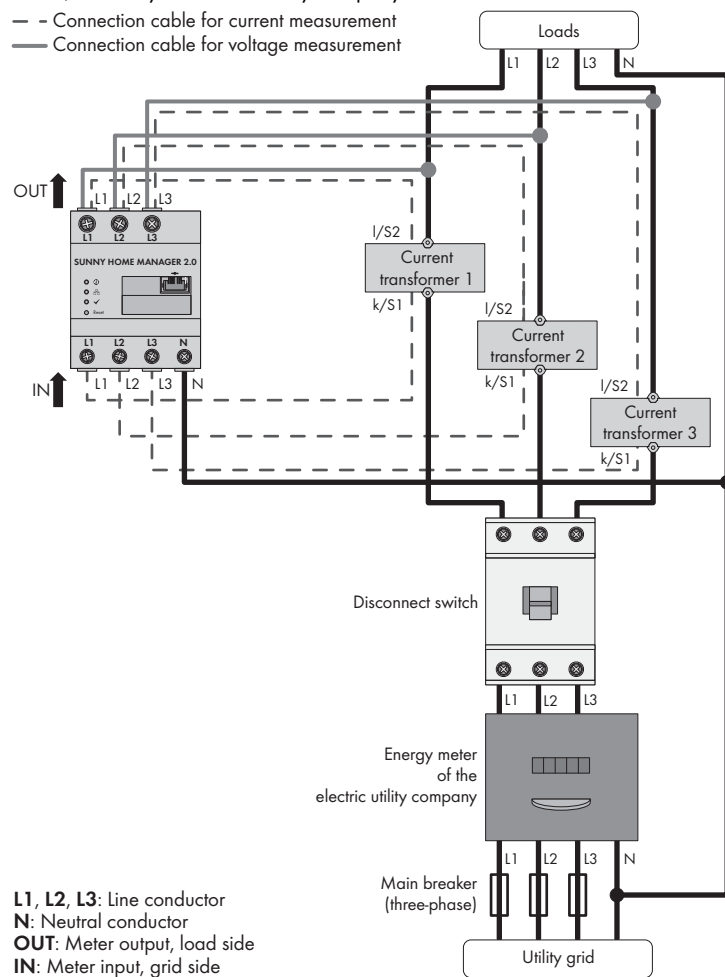 Connection cable for current measurement
Connection cable for voltage measurement
Loads
L1 L2 L3 N
OUT
L1 L2 L3
L1 L2 L3
SUNNY HOME MANAGER 2.0
Reset
L1 L2 L3 N
IN
L1 L2 L3 N
l/S2
Current
transformer 1
k/S1
l/S2
Current
transformer 2
k/S1
l/S2
Current
transformer 3
k/S1
Disconnect switch
L1 L2 L3
Energy meter
of the
electric utility company
L1 L2 L3 N
Main breaker
(three-phase)
Utility grid
L1, L2, L3: Line conductor
N: Neutral conductor
OUT: Meter output, load side
IN: Meter input, grid side